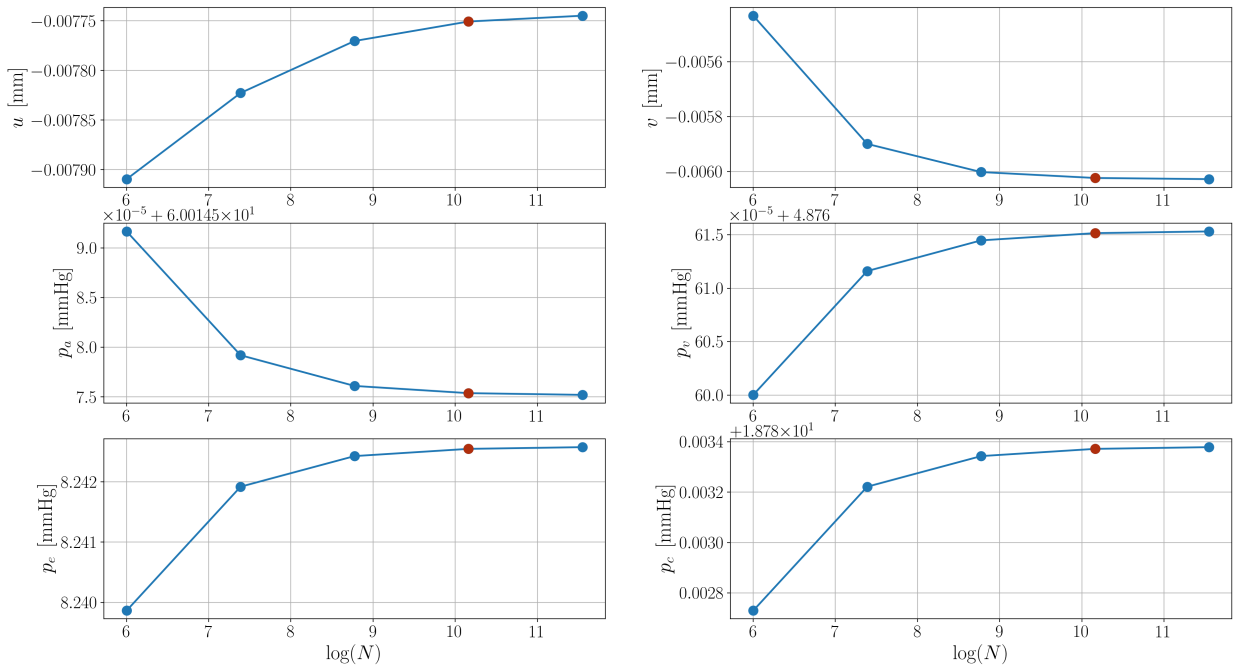 −0.00775
−0.00780
−0.00785
−0.00790
u [mm]
6 7 8 9 10 11
−0.0056
−0.0058
−0.0060
v [mm]
6 7 8 9 10 11
×10⁻⁵ + 6.00145×10¹
9.0
8.5
8.0
7.5
pₐ [mmHg]
6 7 8 9 10 11
×10⁻⁵ + 4.876
61.5
61.0
60.5
60.0
pᵥ [mmHg]
6 7 8 9 10 11
8.242
8.241
8.240
pₑ [mmHg]
6 7 8 9 10 11
log(N)
+1.878×10¹
0.0034
0.0032
0.0030
0.0028
p_c [mmHg]
6 7 8 9 10 11
log(N)